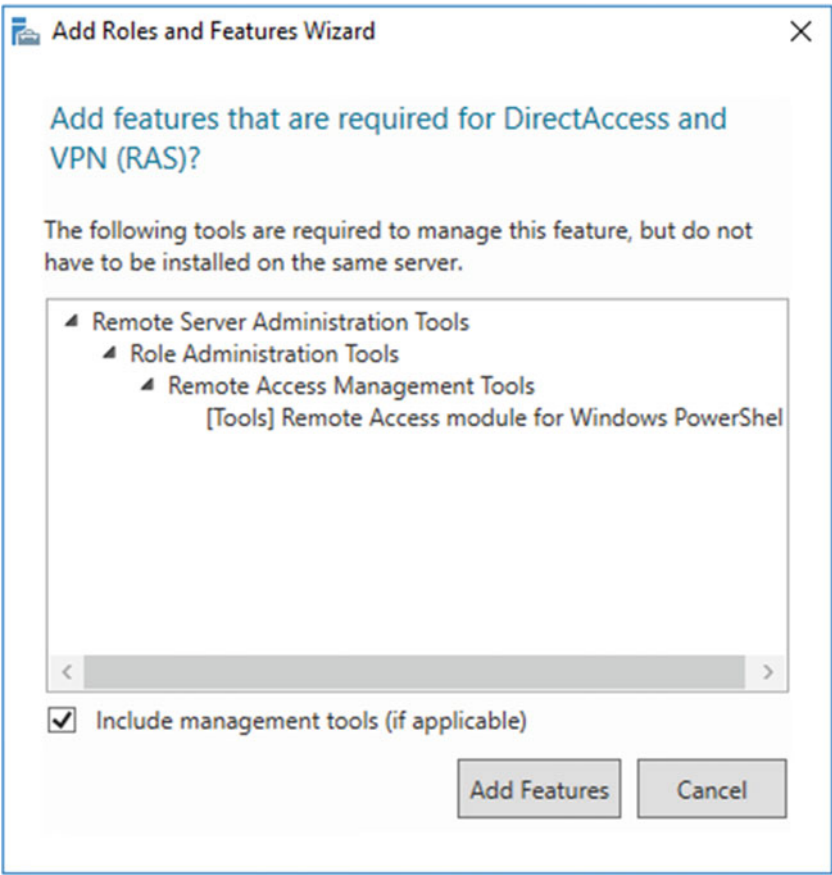 Add Roles and Features Wizard
Add features that are required for DirectAccess and
VPN (RAS)?
The following tools are required to manage this feature, but do not
have to be installed on the same server.
Remote Server Administration Tools
Role Administration Tools
Remote Access Management Tools
[Tools] Remote Access module for Windows PowerShel
Include management tools (if applicable)
Add Features
Cancel